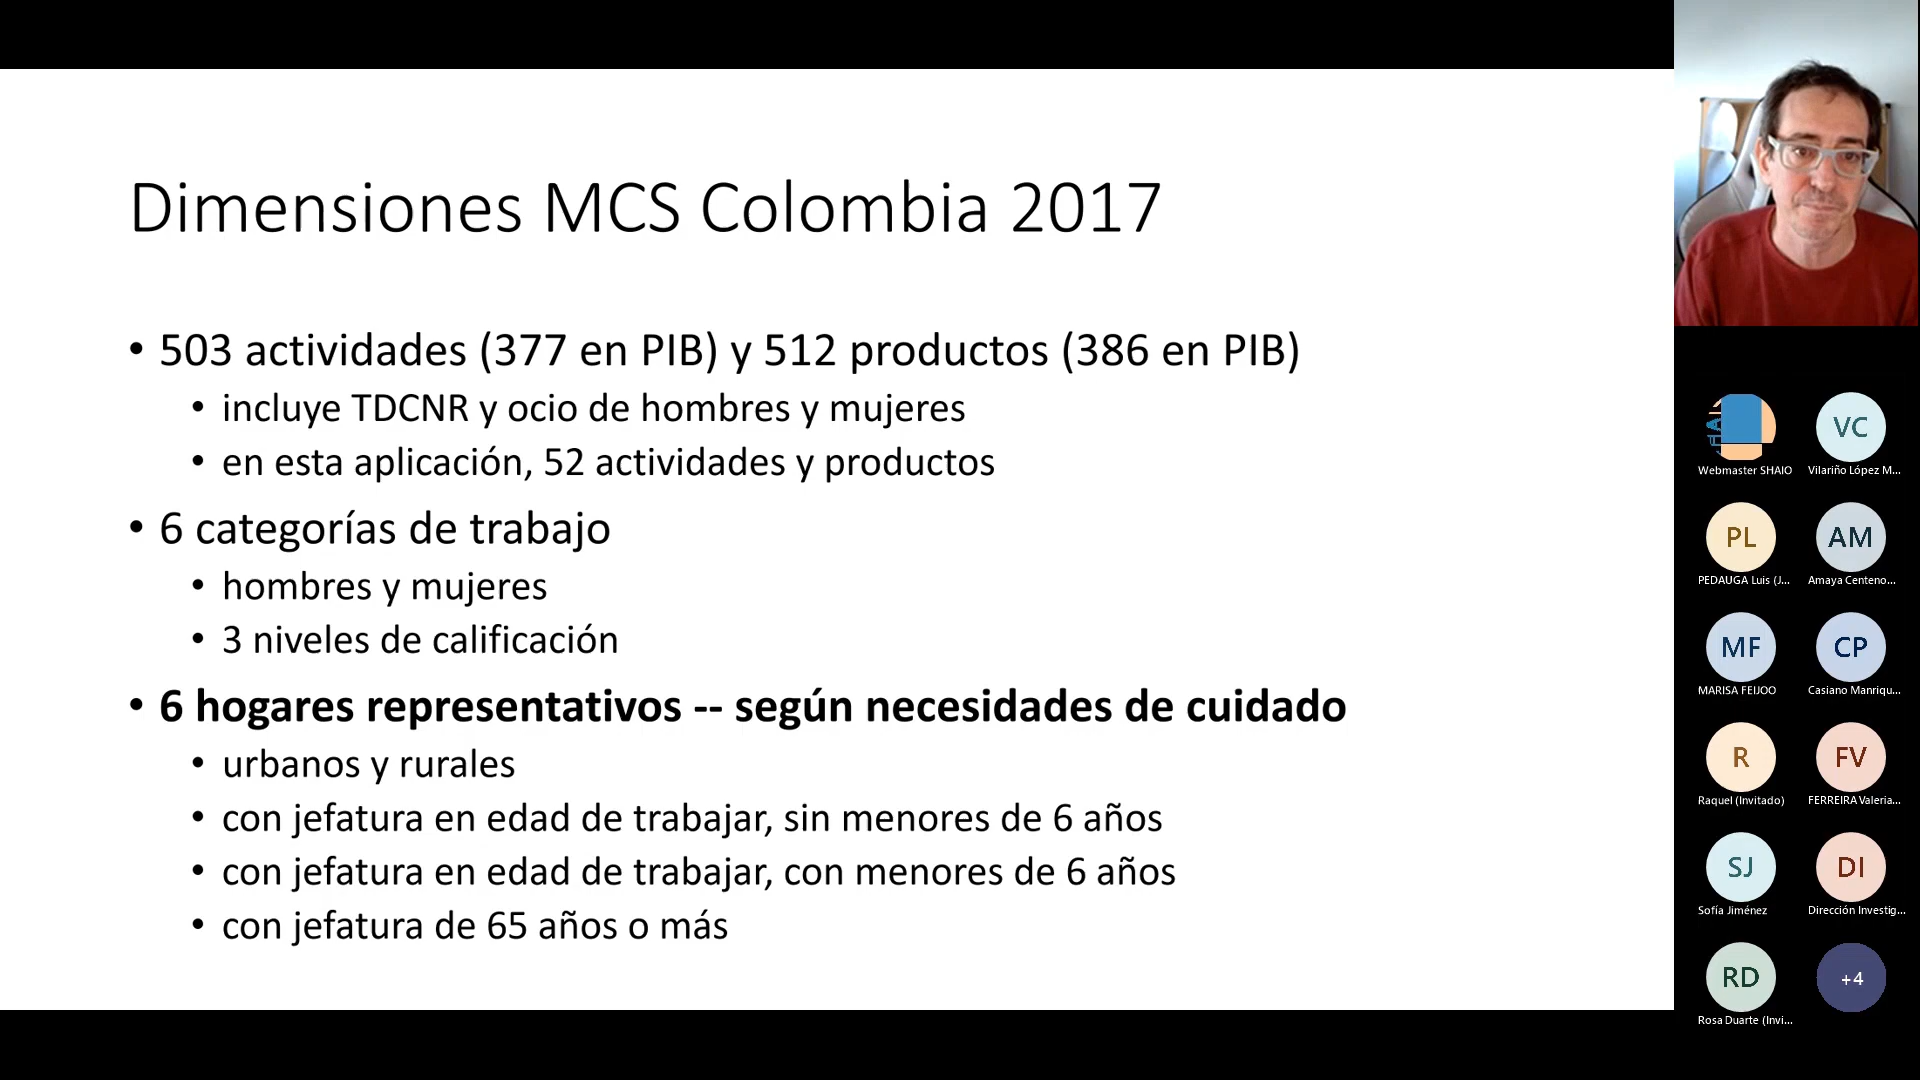 Dimensiones MCS Colombia 2017
• 503 actividades (377 en PIB) y 512 productos (386 en PIB)
• incluye TDCNR y ocio de hombres y mujeres
• en esta aplicación, 52 actividades y productos
• 6 categorías de trabajo
• hombres y mujeres
• 3 niveles de calificación
• 6 hogares representativos -- según necesidades de cuidado
• urbanos y rurales
• con jefatura en edad de trabajar, sin menores de 6 años
• con jefatura en edad de trabajar, con menores de 6 años
• con jefatura de 65 años o más
Webmaster SHAIO
VC
Vilariño López M...
PL
PEDAUGA Luis (J...
AM
Amaya Centeno...
MF
MARISA FEIJOO
CP
Casiano Manriqu...
R
Raquel (Invitado)
FV
FERREIRA Valeria...
SJ
Sofía Jiménez
DI
Dirección Investig...
RD
Rosa Duarte (Invi...
+4